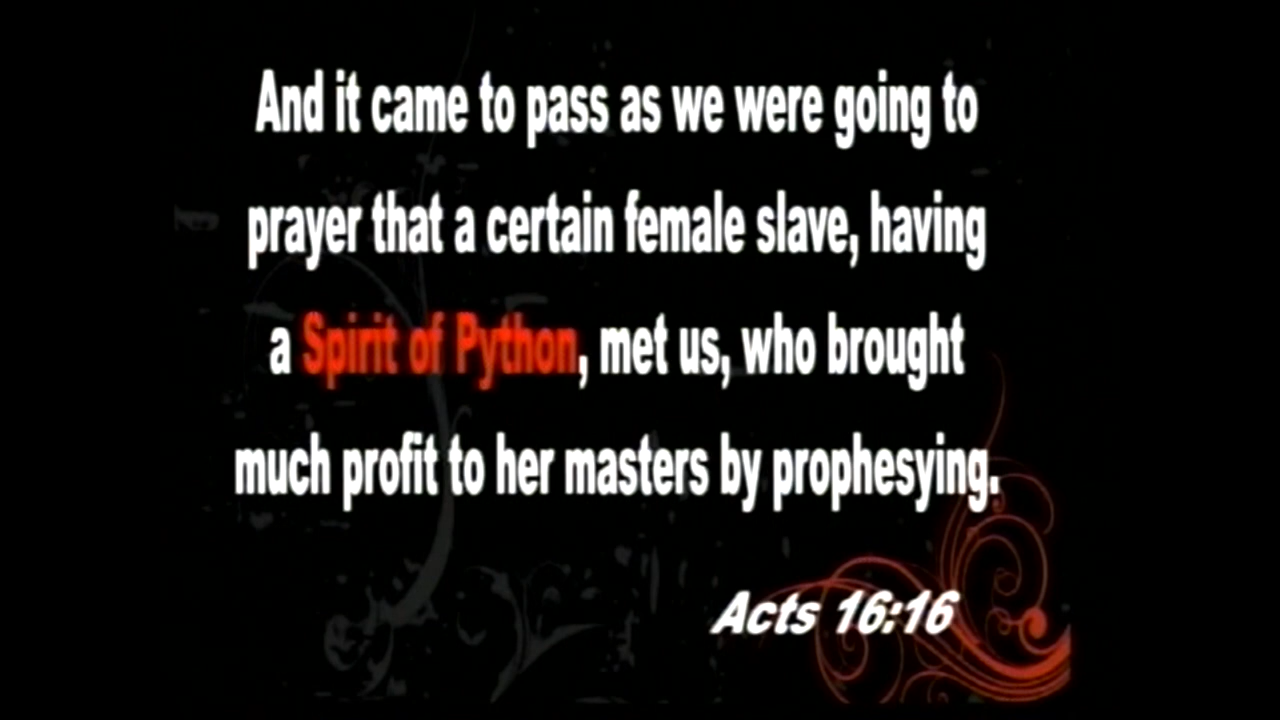 And it came to pass as we were going to
prayer that a certain female slave, having
a Spirit of Python, met us, who brought
much profit to her masters by prophesying.
Acts 16:16